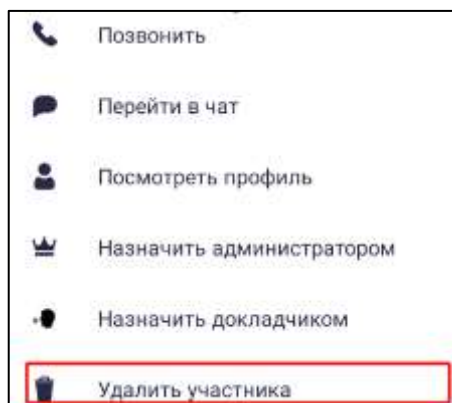 Позвонить
Перейти в чат
Посмотреть профиль
Назначить администратором
Назначить докладчиком
Удалить участника